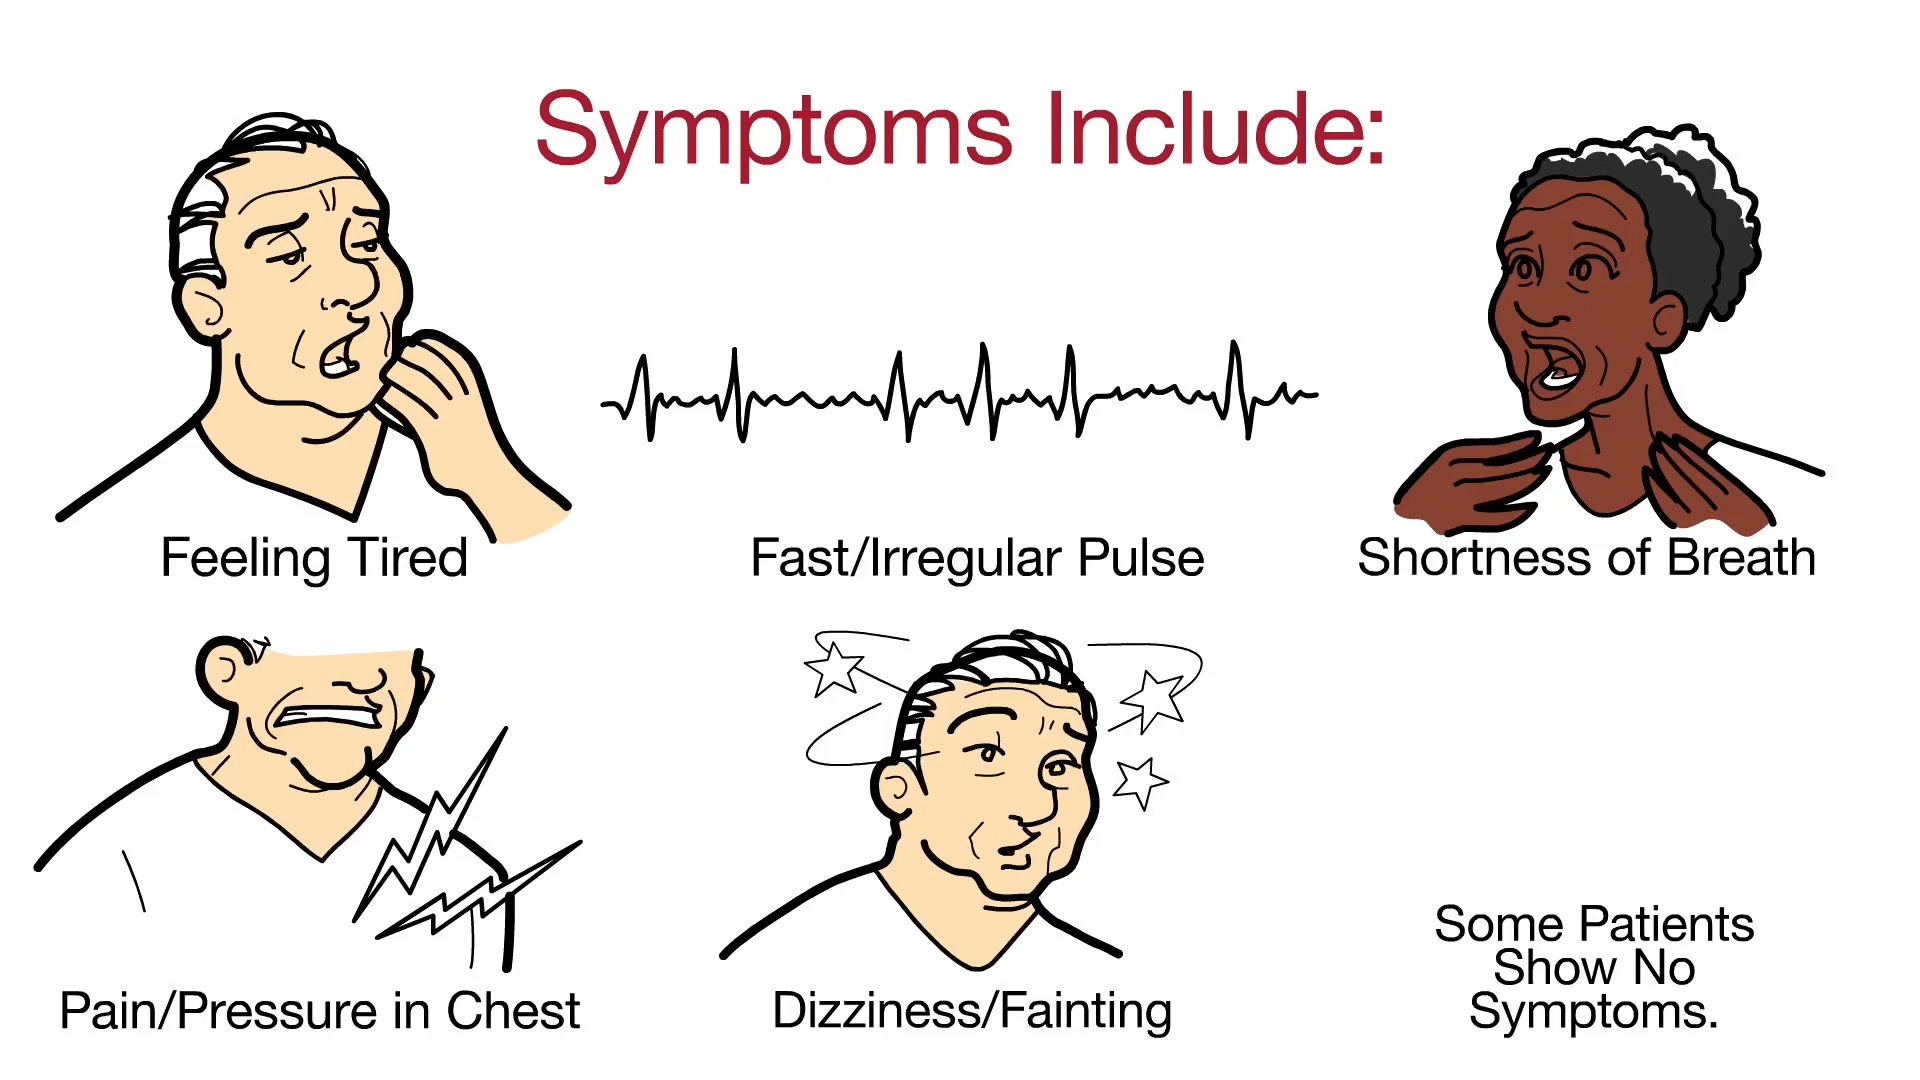 Symptoms Include:
Feeling Tired
Fast/Irregular Pulse
Shortness of Breath
Pain/Pressure in Chest
Dizziness/Fainting
Some Patients
Show No
Symptoms.